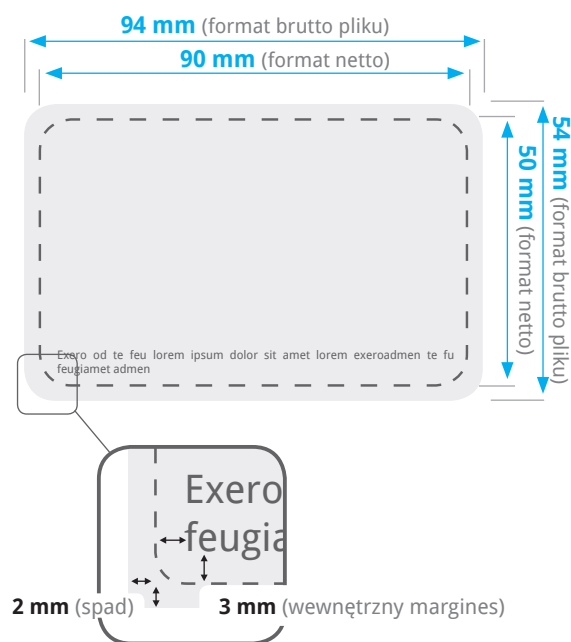 94 mm (format brutto pliku)
90 mm (format netto)
54 mm (format brutto pliku)
50 mm (format netto)
Exero od te feu lorem ipsum dolor sit amet lorem exeroadmen te fu
feugiamet admen
Exero
feugia
2 mm (spad)
3 mm (wewnętrzny margines)